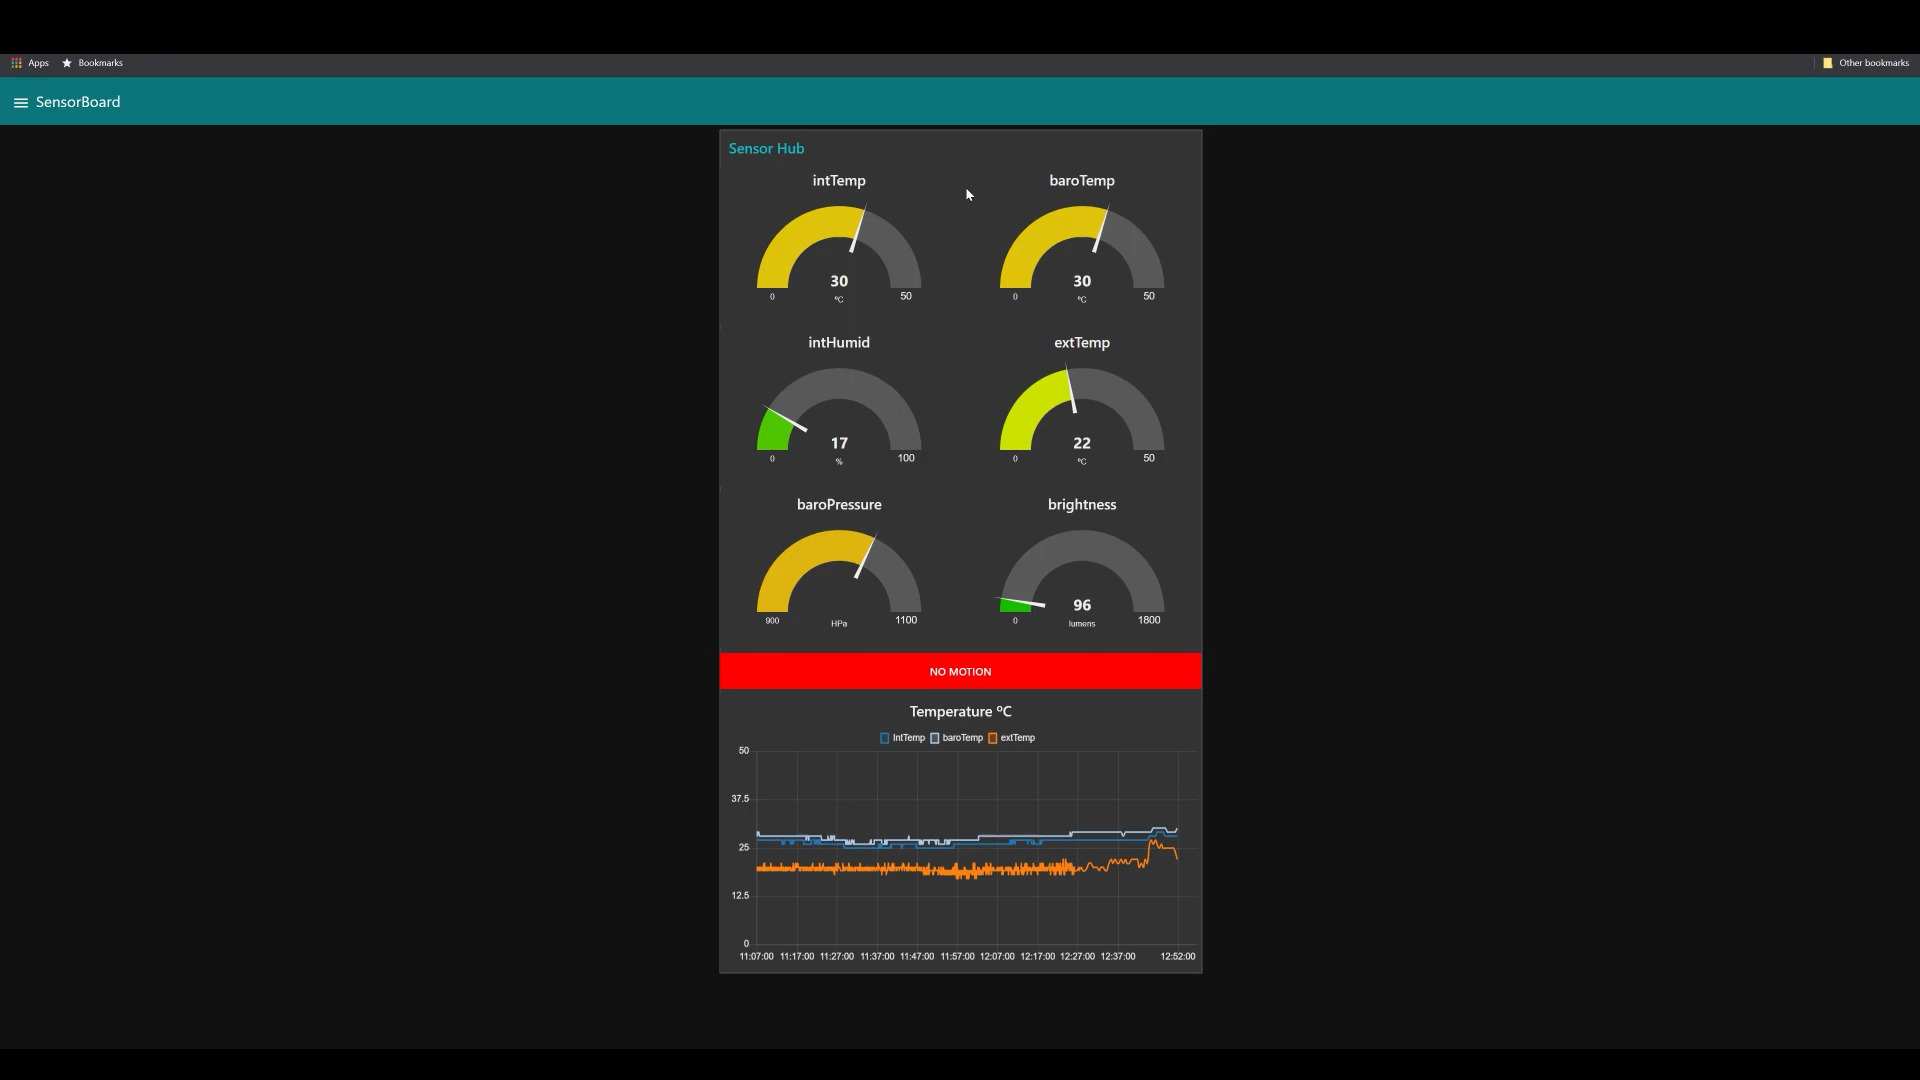 Apps Bookmarks Other bookmarks
SensorBoard
Sensor Hub
intTemp baroTemp
30 30
0 ºC 50 0 ºC 50
intHumid extTemp
17 22
0 % 100 0 ºC 50
baroPressure brightness
96
900 HPa 1100 0 lumens 1800
NO MOTION
Temperature ºC
IntTemp baroTemp extTemp
50
37.5
25
12.5
0
11:07:00 11:17:00 11:27:00 11:37:00 11:47:00 11:57:00 12:07:00 12:17:00 12:27:00 12:37:00 12:52:00